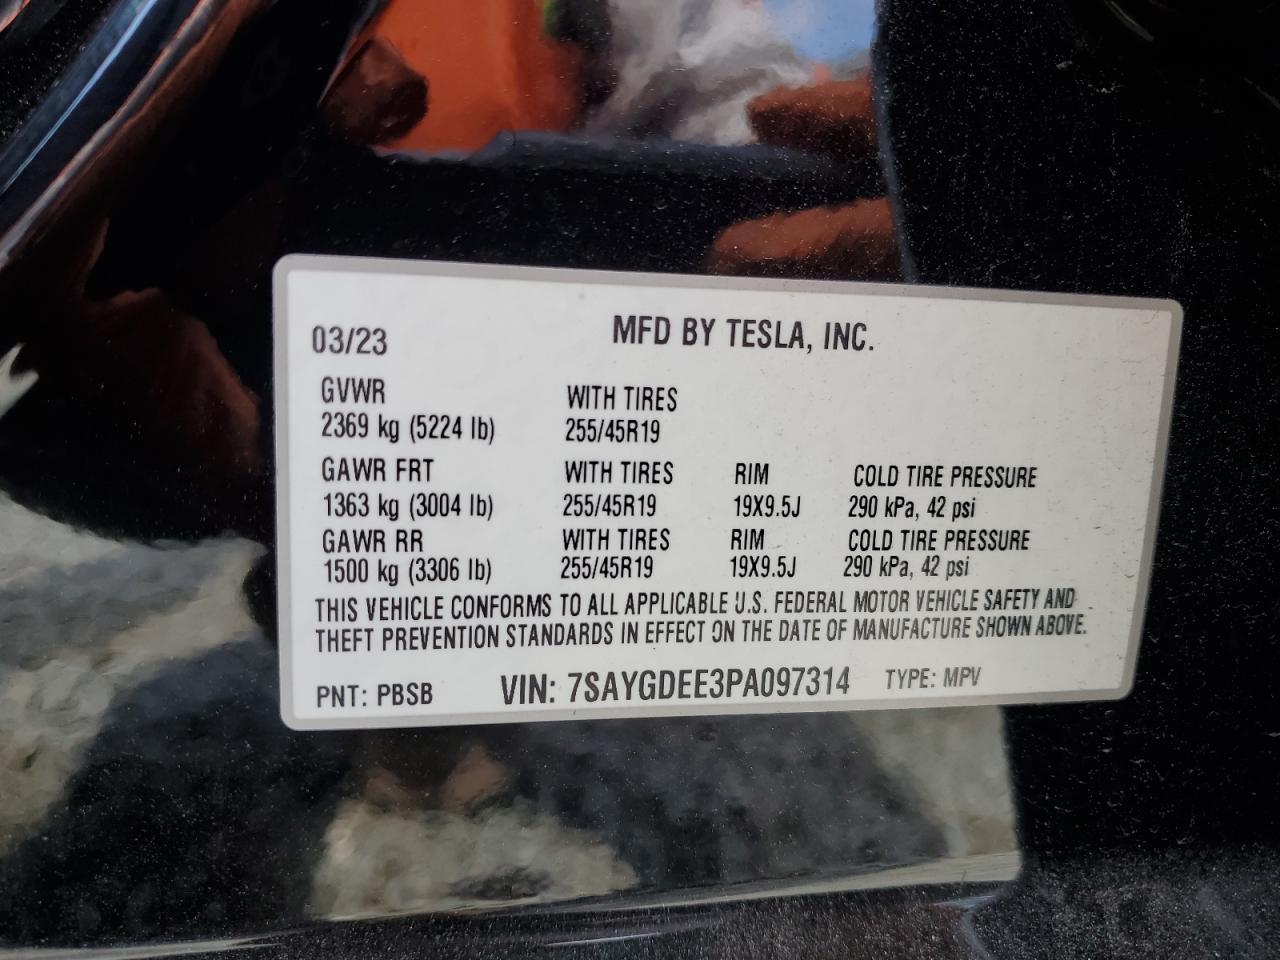 03/23 MFD BY TESLA, INC.
GVWR WITH TIRES
2369 kg (5224 lb) 255/45R19
GAWR FRT WITH TIRES RIM COLD TIRE PRESSURE
1363 kg (3004 lb) 255/45R19 19X9.5J 290 kPa, 42 psi
GAWR RR WITH TIRES RIM COLD TIRE PRESSURE
1500 kg (3306 lb) 255/45R19 19X9.5J 290 kPa, 42 psi
THIS VEHICLE CONFORMS TO ALL APPLICABLE U.S. FEDERAL MOTOR VEHICLE SAFETY AND
THEFT PREVENTION STANDARDS IN EFFECT ON THE DATE OF MANUFACTURE SHOWN ABOVE.
PNT: PBSB VIN: 7SAYGDEE3PA097314 TYPE: MPV